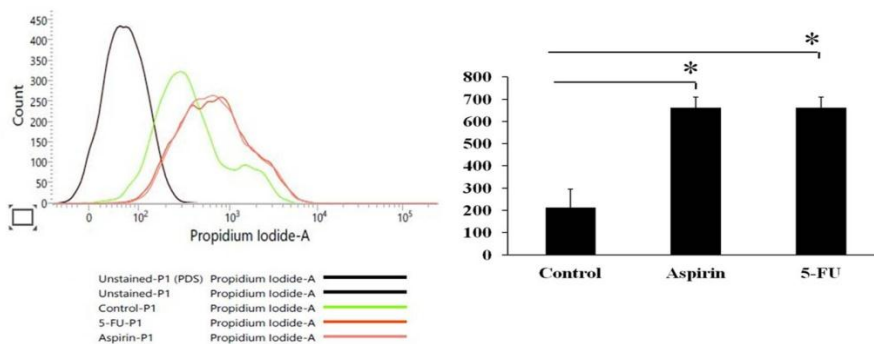 450
400
350
300
250
200
150
100
50
0
Count
0 10² 10³ 10⁴ 10⁵
Propidium Iodide-A
Unstained-P1 (PDS) Propidium Iodide-A
Unstained-P1 Propidium Iodide-A
Control-P1 Propidium Iodide-A
5-FU-P1 Propidium Iodide-A
Aspirin-P1 Propidium Iodide-A
*
*
800
700
600
500
400
300
200
100
0
Control Aspirin 5-FU